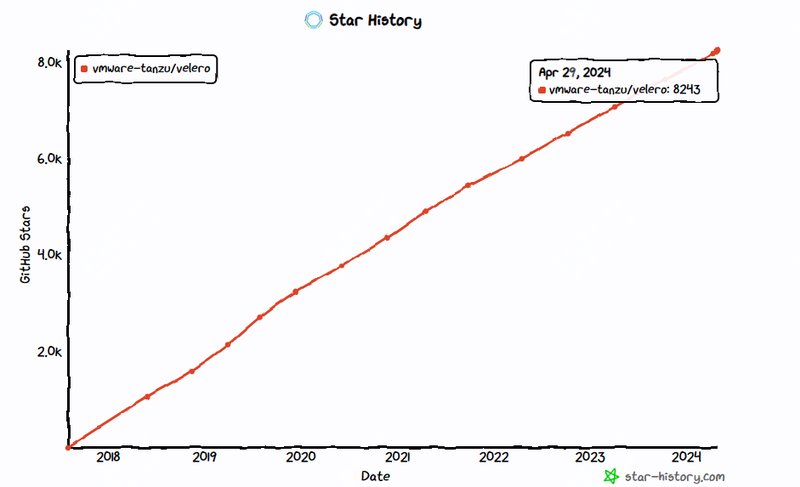 Star History
vmware-tanzu/velero
Apr 29, 2024
vmware-tanzu/velero: 8243
8.0k
6.0k
4.0k
2.0k
GitHub Stars
2018 2019 2020 2021 2022 2023 2024
Date
star-history.com